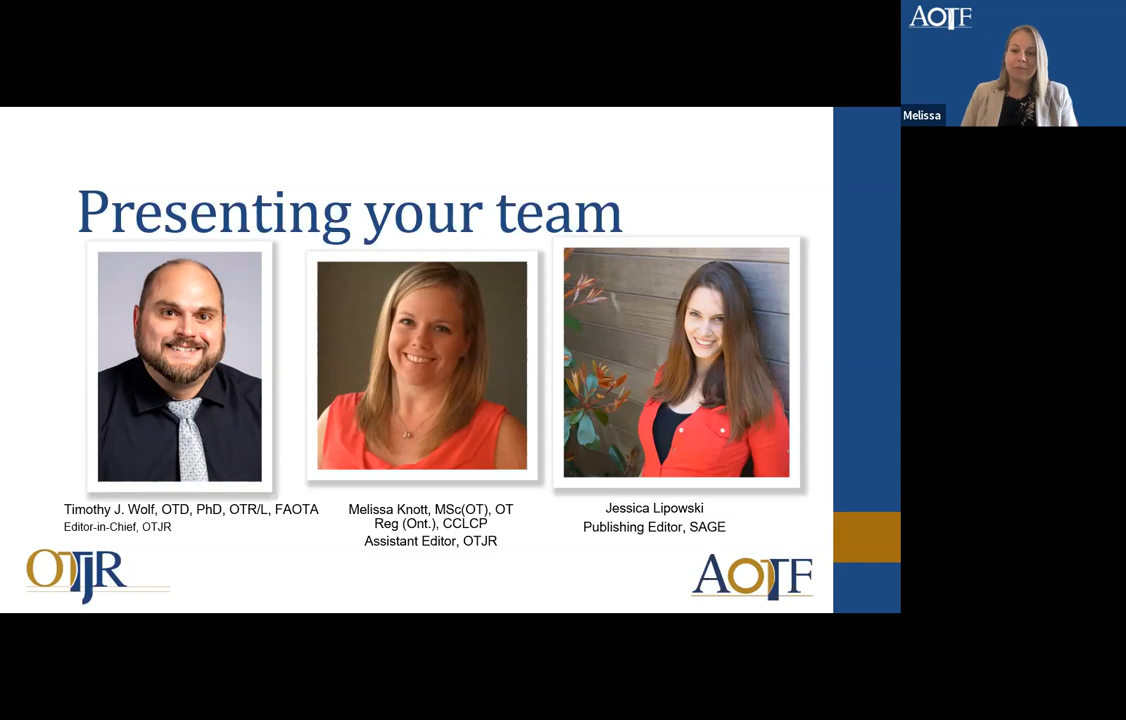 AOTF
Melissa
Presenting your team
Timothy J. Wolf, OTD, PhD, OTR/L, FAOTA
Editor-in-Chief, OTJR
Melissa Knott, MSc(OT), OT
Reg (Ont.), CCLCP
Assistant Editor, OTJR
Jessica Lipowski
Publishing Editor, SAGE
OTJR
AOTF